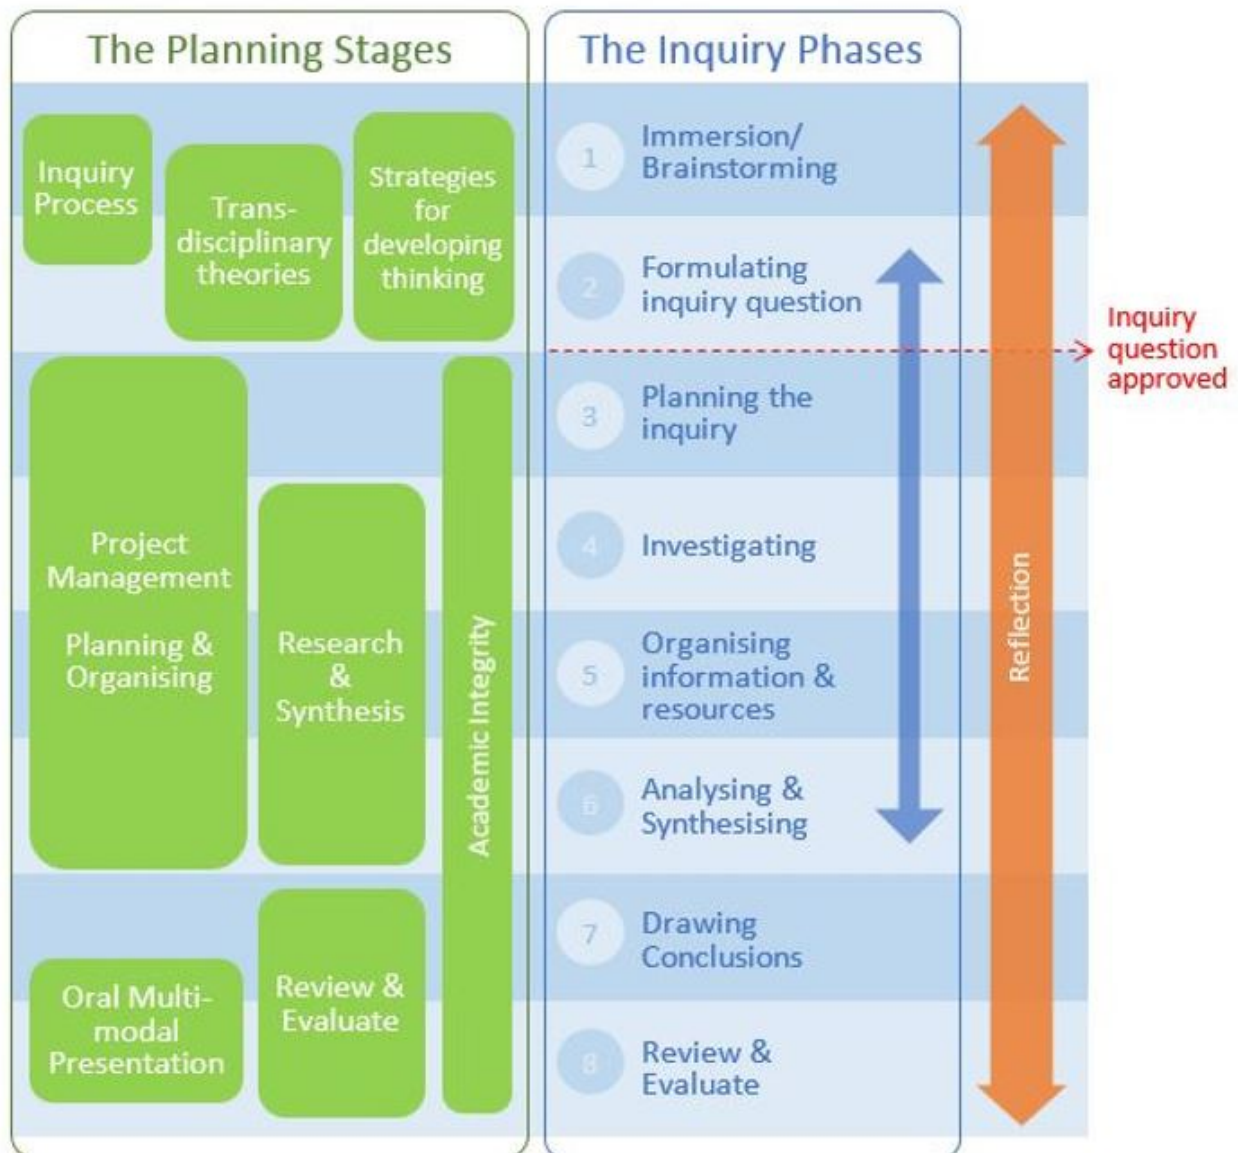 The Planning Stages
Inquiry
Process
Trans-
disciplinary
theories
Strategies
for
developing
thinking
Project
Management
Planning &
Organising
Research
&
Synthesis
Academic Integrity
Oral Multi-
modal
Presentation
Review &
Evaluate
The Inquiry Phases
1
Immersion/
Brainstorming
2
Formulating
inquiry question
3
Planning the
inquiry
4
Investigating
5
Organising
information &
resources
6
Analysing &
Synthesising
7
Drawing
Conclusions
8
Review &
Evaluate
Reflection
Inquiry
question
approved